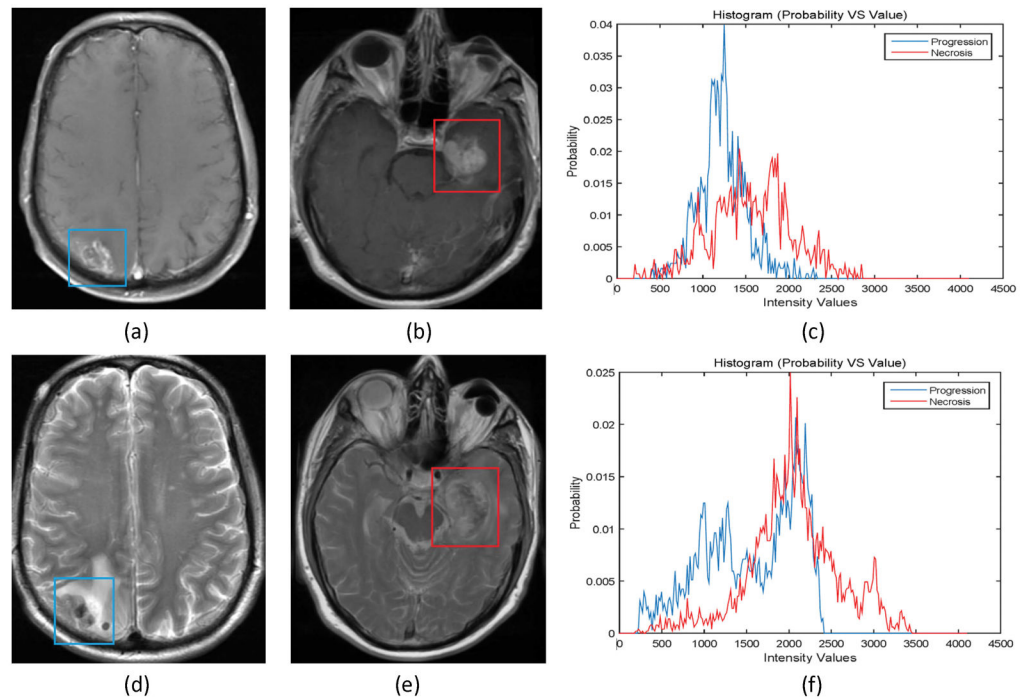 Histogram (Probability VS Value)
0.04
0.035
0.03
0.025
0.02
0.015
0.01
0.005
0
Probability
Progression
Necrosis
0 500 1000 1500 2000 2500 3000 3500 4000 4500
Intensity Values
(a) (b) (c)
Histogram (Probability VS Value)
0.025
0.02
0.015
0.01
0.005
0
Probability
Progression
Necrosis
0 500 1000 1500 2000 2500 3000 3500 4000 4500
Intensity Values
(d) (e) (f)